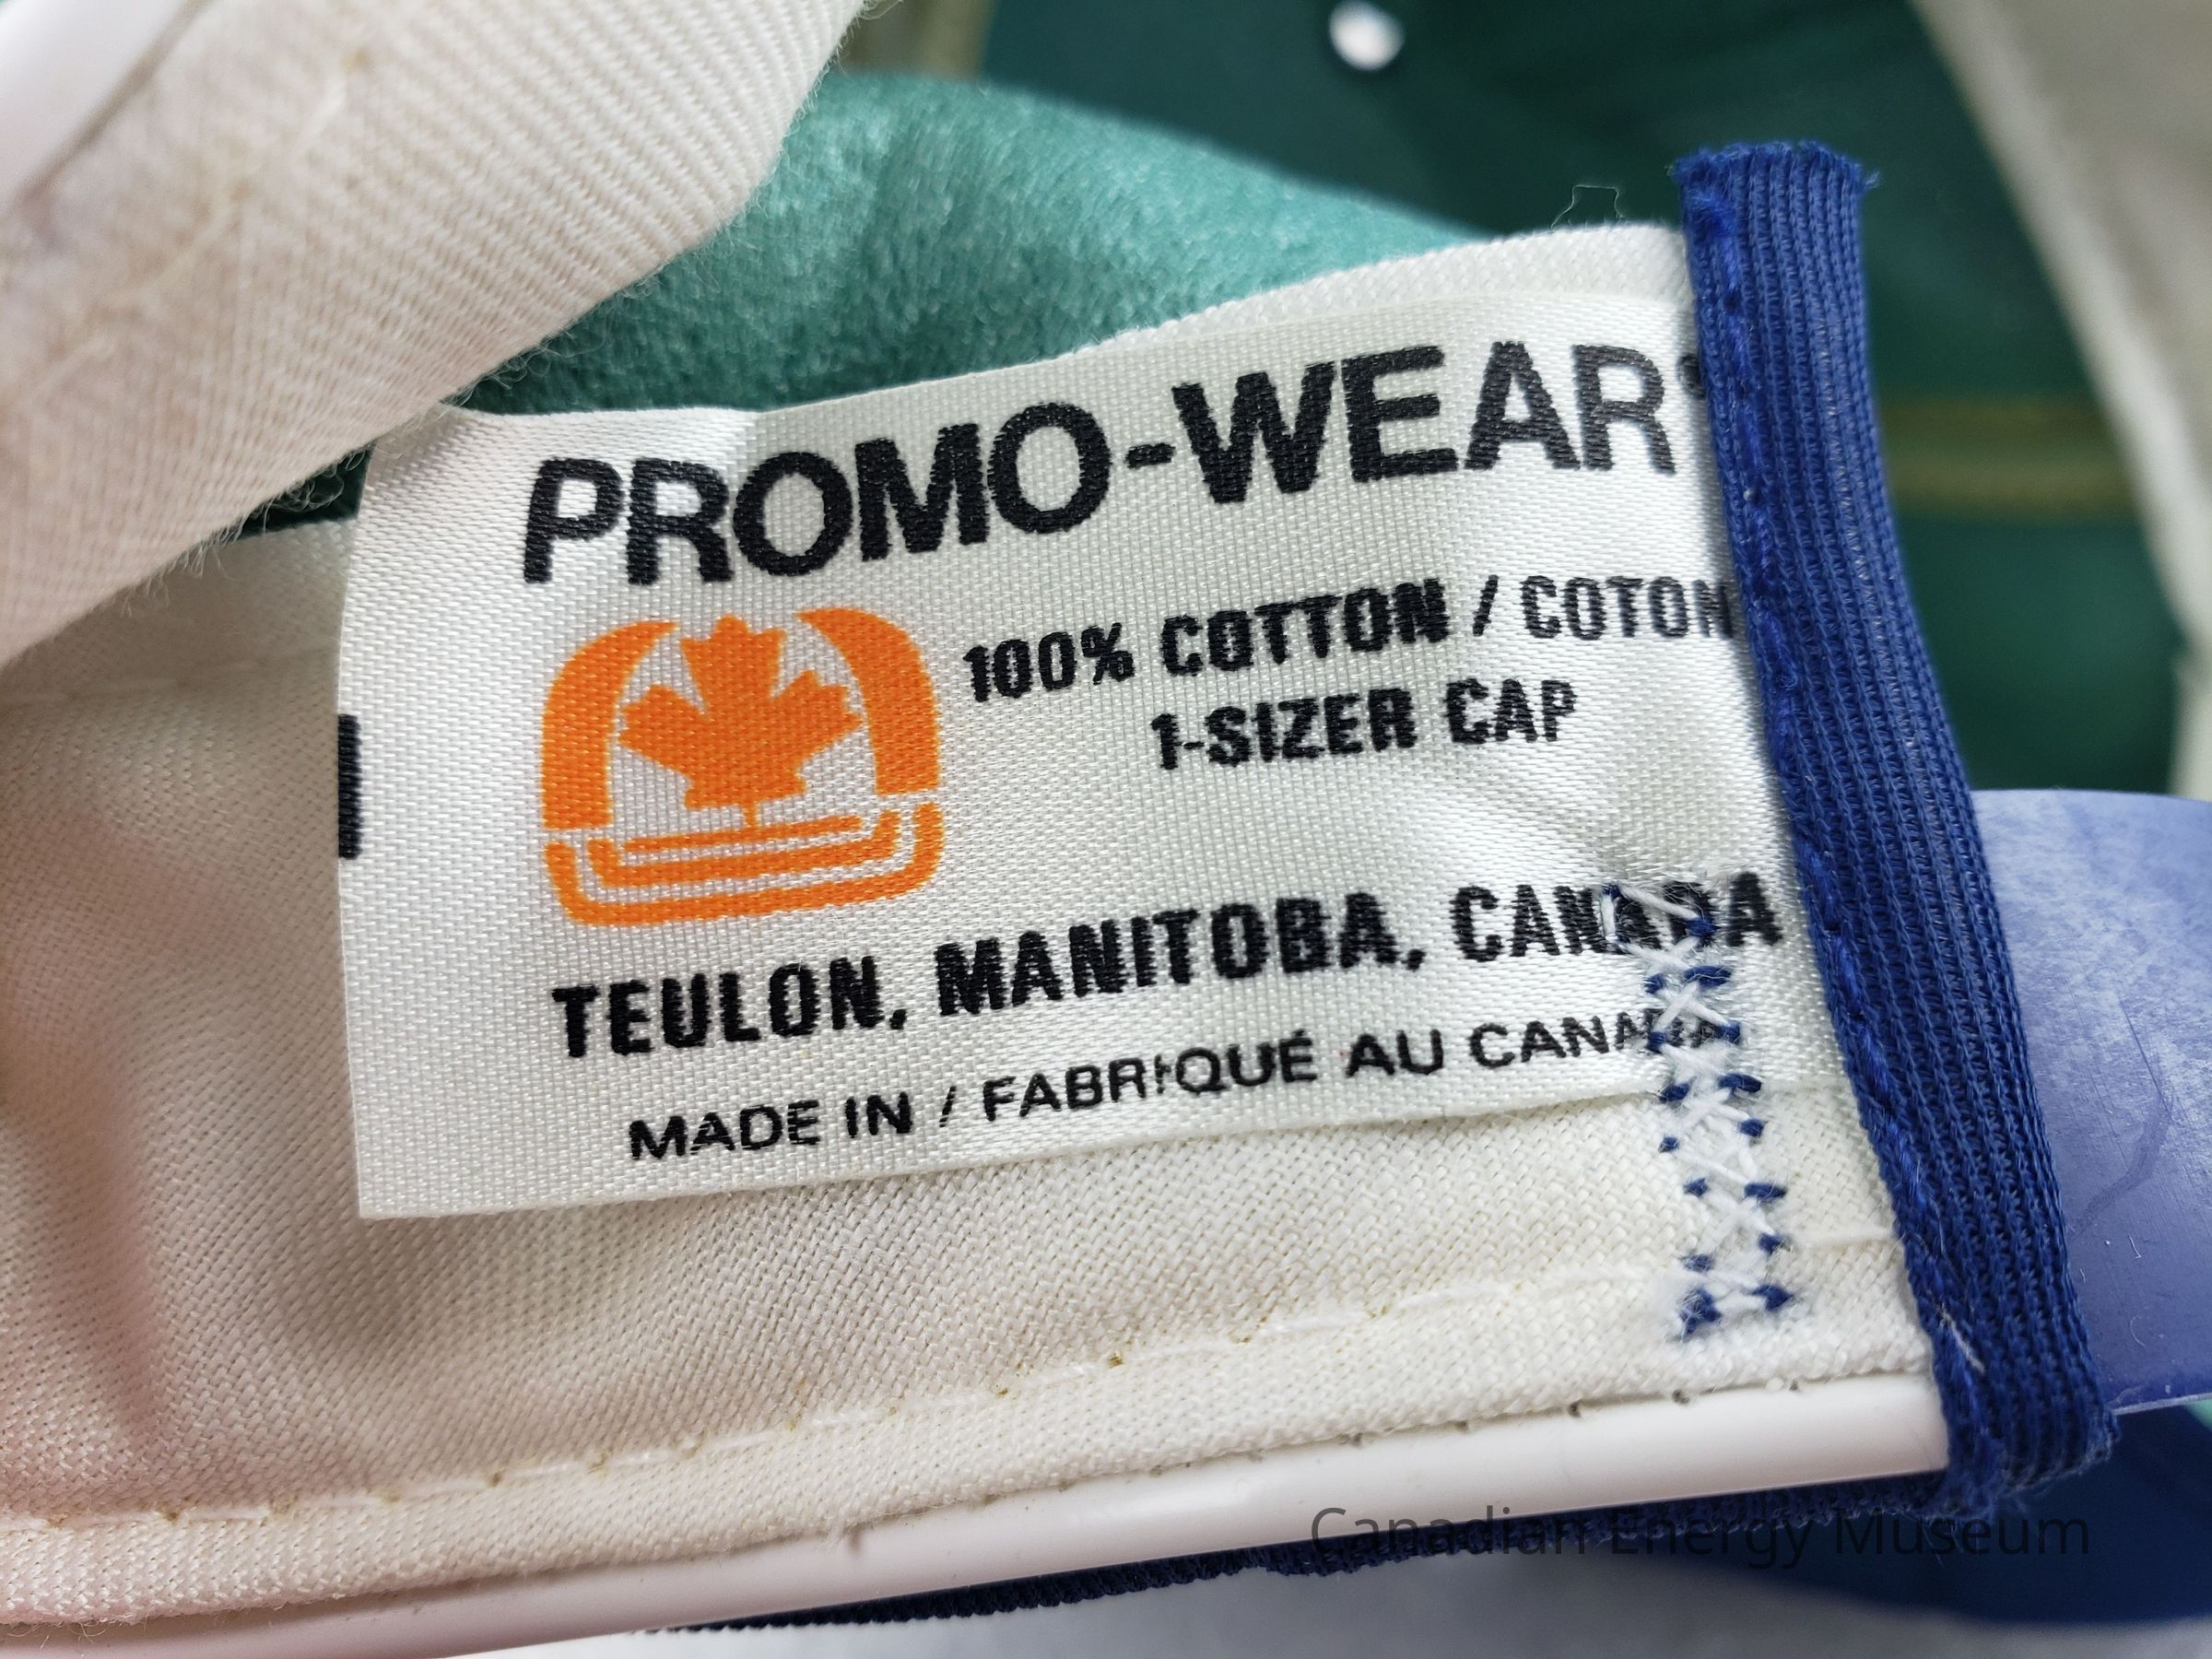 PROMO-WEAR
100% COTTON / COTON
1-SIZER CAP
TEULON, MANITOBA, CANADA
MADE IN / FABRIQUÉ AU CANADA
Canadian Energy Museum